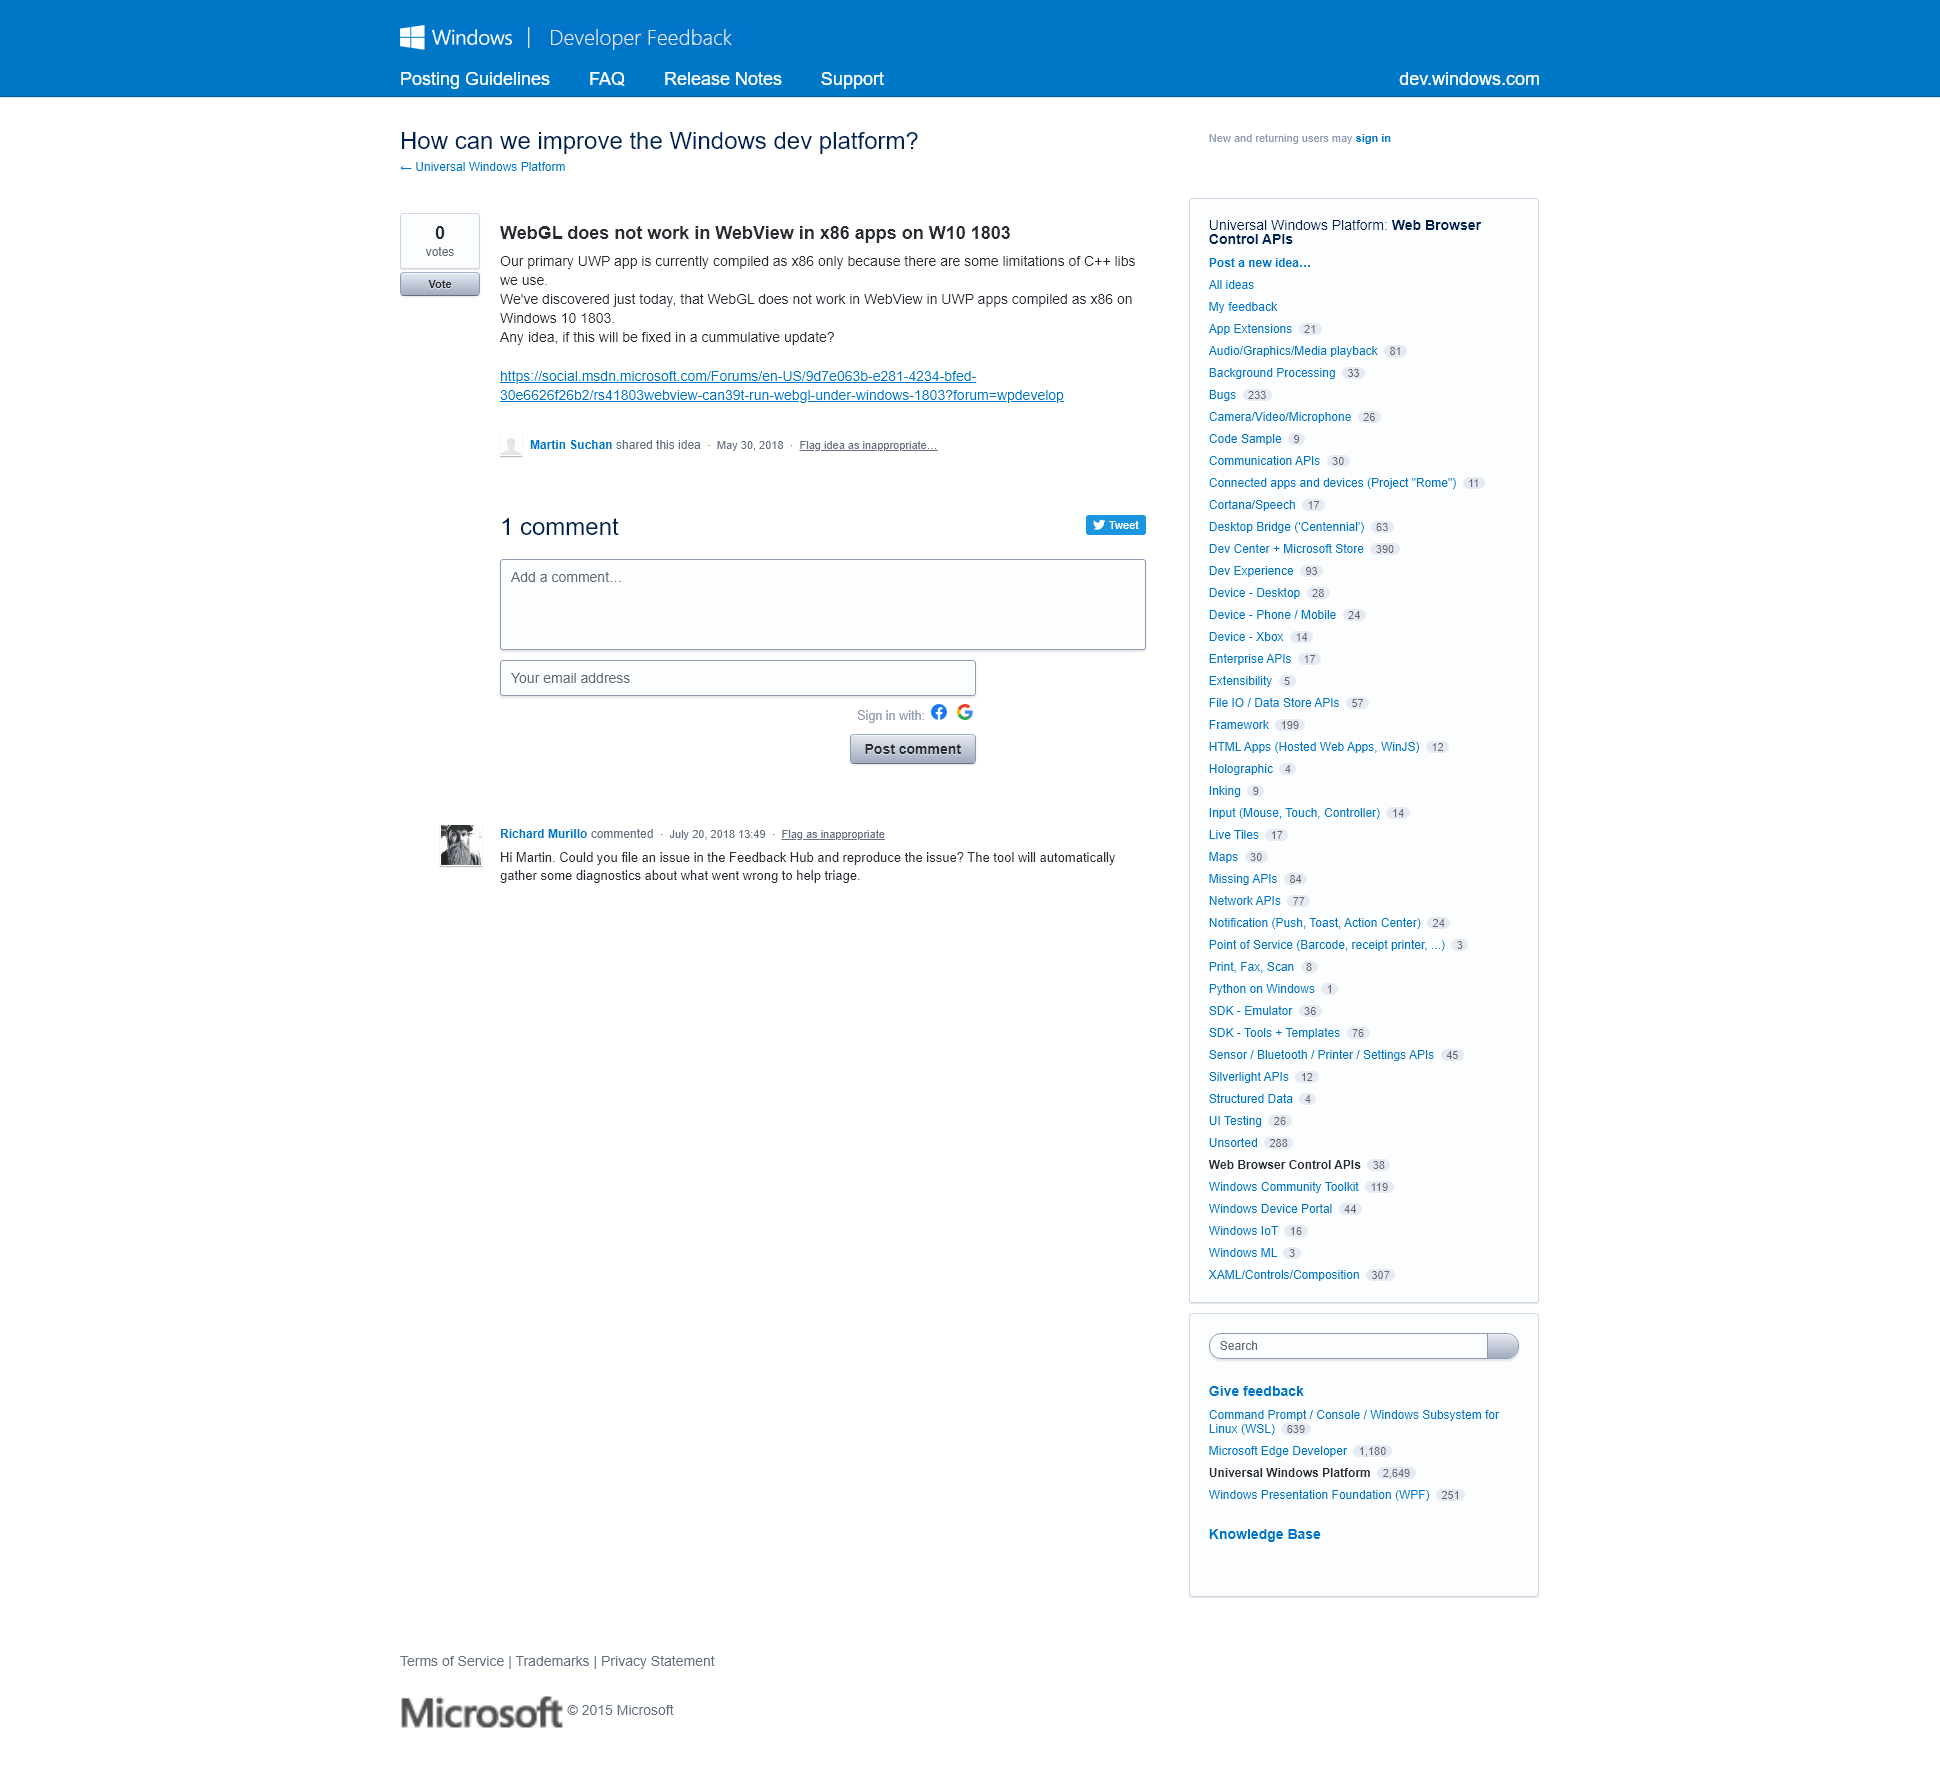 Windows | Developer Feedback
Posting Guidelines FAQ Release Notes Support dev.windows.com
How can we improve the Windows dev platform?
← Universal Windows Platform
New and returning users may sign in
0
votes
Vote
WebGL does not work in WebView in x86 apps on W10 1803
Our primary UWP app is currently compiled as x86 only because there are some limitations of C++ libs
we use.
We've discovered just today, that WebGL does not work in WebView in UWP apps compiled as x86 on
Windows 10 1803.
Any idea, if this will be fixed in a cummulative update?
https://social.msdn.microsoft.com/Forums/en-US/9d7e063b-e281-4234-bfed-
30e6626f26b2/rs41803webview-can39t-run-webgl-under-windows-1803?forum=wpdevelop
Martin Suchan shared this idea · May 30, 2018 · Flag idea as inappropriate…
1 comment
Tweet
Add a comment…
Your email address
Sign in with:
Post comment
Richard Murillo commented · July 20, 2018 13:49 · Flag as inappropriate
Hi Martin. Could you file an issue in the Feedback Hub and reproduce the issue? The tool will automatically
gather some diagnostics about what went wrong to help triage.
Universal Windows Platform: Web Browser
Control APIs
Post a new idea…
All ideas
My feedback
App Extensions 21
Audio/Graphics/Media playback 81
Background Processing 33
Bugs 233
Camera/Video/Microphone 26
Code Sample 9
Communication APIs 30
Connected apps and devices (Project "Rome") 11
Cortana/Speech 17
Desktop Bridge ('Centennial') 63
Dev Center + Microsoft Store 390
Dev Experience 93
Device - Desktop 28
Device - Phone / Mobile 24
Device - Xbox 14
Enterprise APIs 17
Extensibility 5
File IO / Data Store APIs 57
Framework 199
HTML Apps (Hosted Web Apps, WinJS) 12
Holographic 4
Inking 9
Input (Mouse, Touch, Controller) 14
Live Tiles 17
Maps 30
Missing APIs 84
Network APIs 77
Notification (Push, Toast, Action Center) 24
Point of Service (Barcode, receipt printer, ...) 3
Print, Fax, Scan 8
Python on Windows 1
SDK - Emulator 36
SDK - Tools + Templates 76
Sensor / Bluetooth / Printer / Settings APIs 45
Silverlight APIs 12
Structured Data 4
UI Testing 26
Unsorted 288
Web Browser Control APIs 38
Windows Community Toolkit 119
Windows Device Portal 44
Windows IoT 16
Windows ML 3
XAML/Controls/Composition 307
Search
Give feedback
Command Prompt / Console / Windows Subsystem for
Linux (WSL) 639
Microsoft Edge Developer 1,180
Universal Windows Platform 2,649
Windows Presentation Foundation (WPF) 251
Knowledge Base
Terms of Service | Trademarks | Privacy Statement
Microsoft © 2015 Microsoft